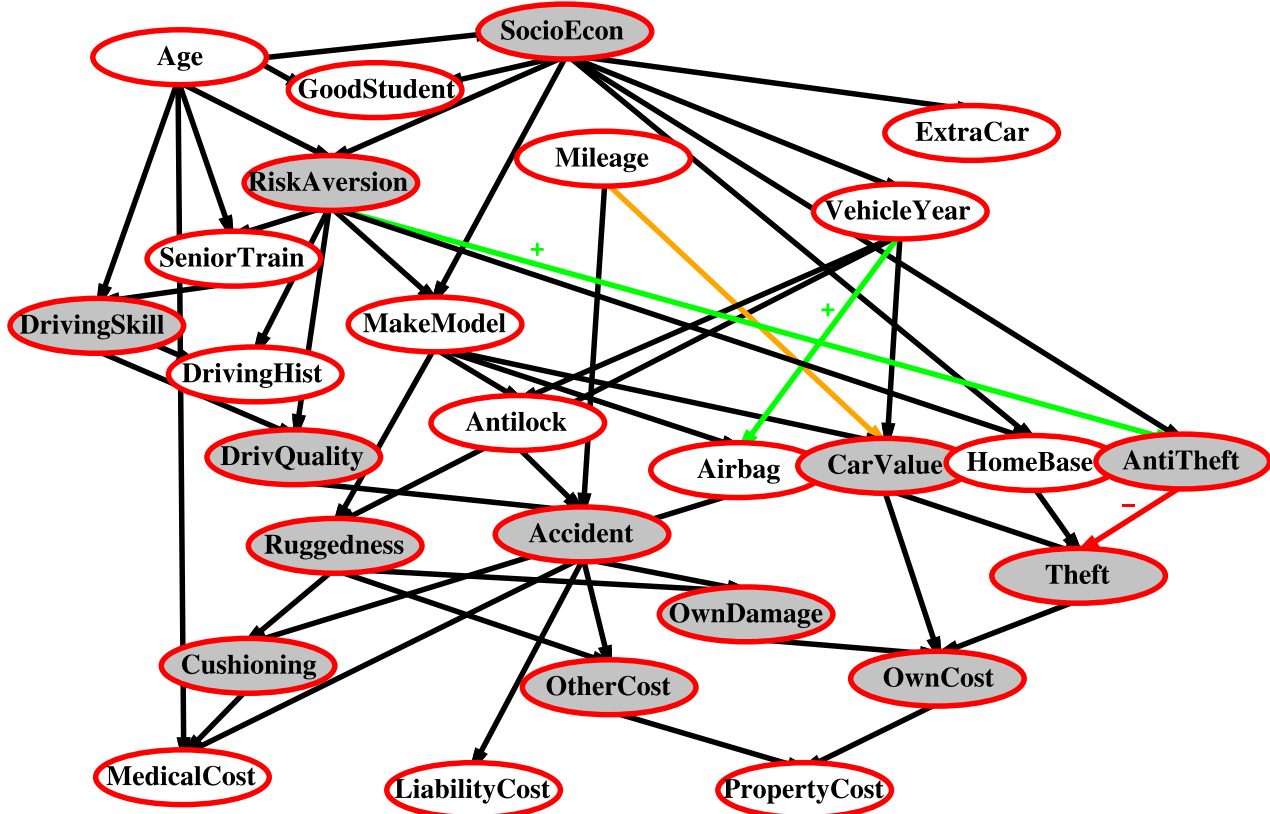 SocioEcon
Age
GoodStudent
ExtraCar
Mileage
RiskAversion
VehicleYear
+
SeniorTrain
+
DrivingSkill
MakeModel
DrivingHist
Antilock
DrivQuality
Airbag
CarValue
HomeBase
AntiTheft
−
Accident
Ruggedness
Theft
OwnDamage
Cushioning
OtherCost
OwnCost
MedicalCost
LiabilityCost
PropertyCost